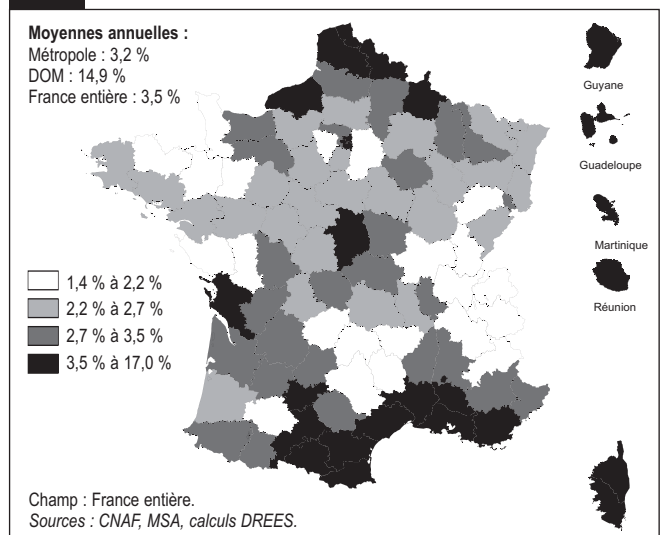 Moyennes annuelles :
Métropole : 3,2 %
DOM : 14,9 %
France entière : 3,5 %
Guyane
Guadeloupe
Martinique
Réunion
1,4 % à 2,2 %
2,2 % à 2,7 %
2,7 % à 3,5 %
3,5 % à 17,0 %
Champ : France entière.
Sources : CNAF, MSA, calculs DREES.